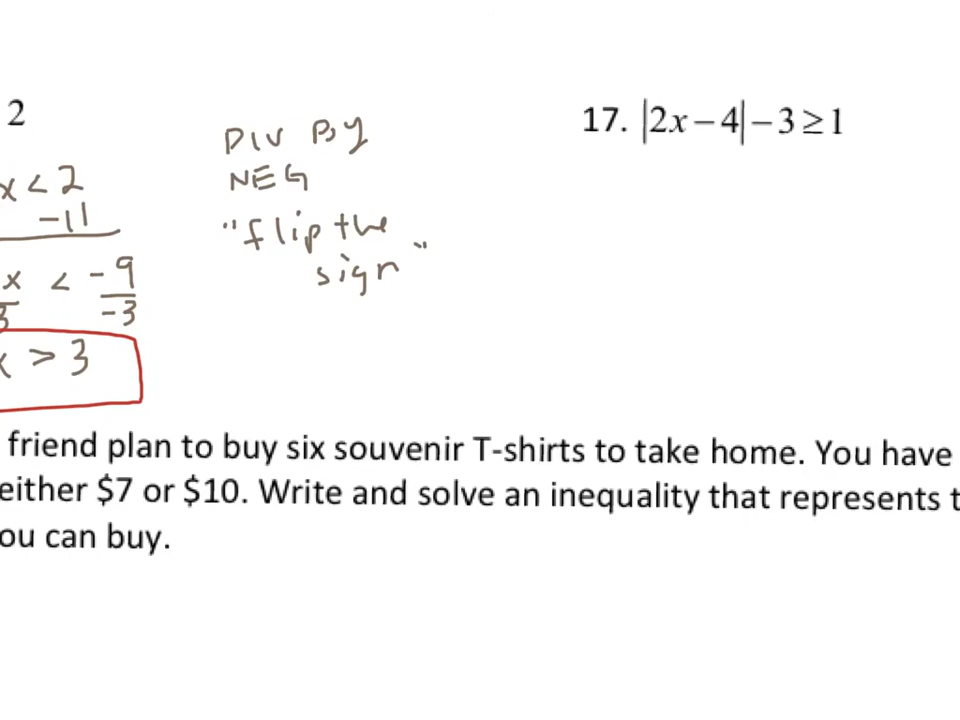 2
x < 2
-11
x < -9
3 -3
x > 3
DIV By
NEG
"flip the
sign"
17. |2x − 4| − 3 ≥ 1
friend plan to buy six souvenir T-shirts to take home. You have
either $7 or $10. Write and solve an inequality that represents t
ou can buy.